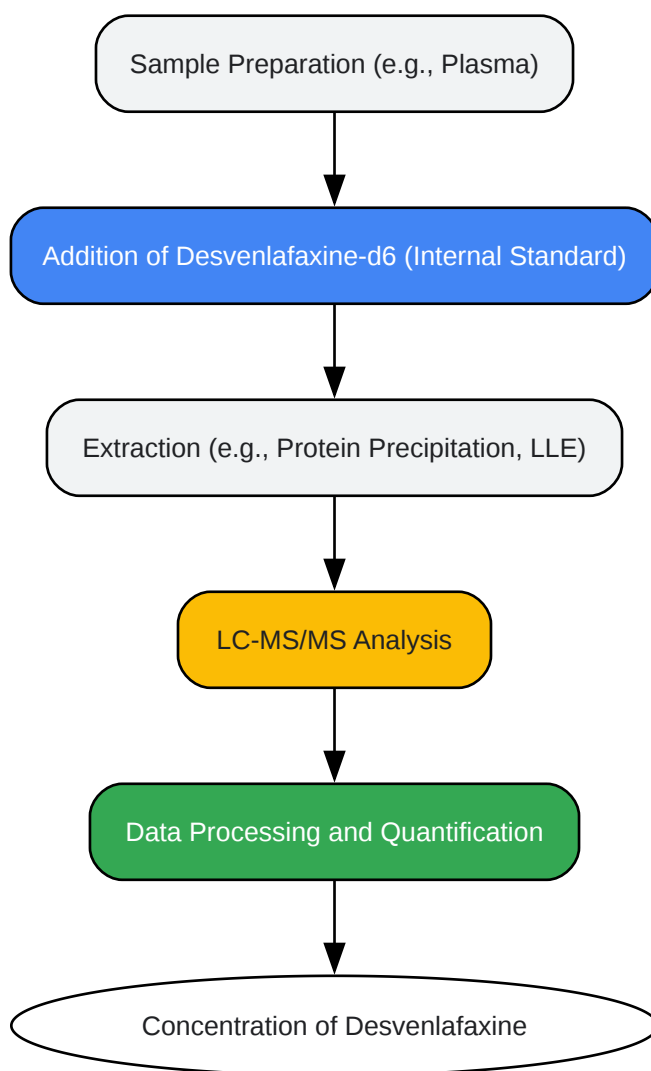 Sample Preparation (e.g., Plasma)
Addition of Desvenlafaxine-d6 (Internal Standard)
Extraction (e.g., Protein Precipitation, LLE)
LC-MS/MS Analysis
Data Processing and Quantification
Concentration of Desvenlafaxine